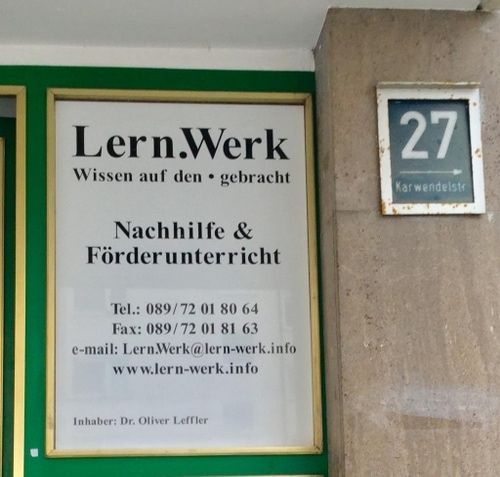 Lern.Werk
Wissen auf den • gebracht
Nachhilfe &
Förderunterricht
Tel.: 089/72 01 80 64
Fax: 089/72 01 81 63
e-mail: Lern.Werk@lern-werk.info
www.lern-werk.info
Inhaber: Dr. Oliver Leffler
27
Karwendelstr